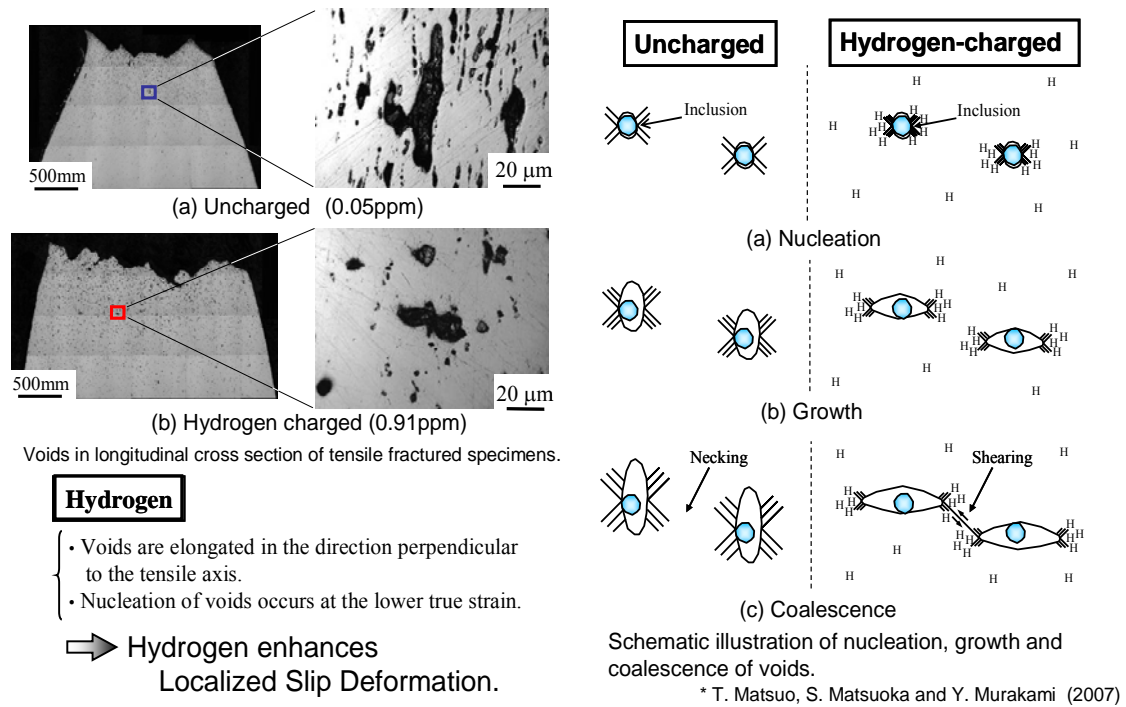 500mm
20 µm
(a) Uncharged (0.05ppm)
500mm
20 µm
(b) Hydrogen charged (0.91ppm)
Voids in longitudinal cross section of tensile fractured specimens.
Hydrogen
• Voids are elongated in the direction perpendicular
to the tensile axis.
• Nucleation of voids occurs at the lower true strain.
Hydrogen enhances
Localized Slip Deformation.
Uncharged
Hydrogen-charged
Inclusion
H H
H
H H
H H
H H
Inclusion
H
H H
H H
H H
H H H
(a) Nucleation
H H H
H
H H
H H
H H
H H
H H
H H
H H
(b) Growth
Necking
Shearing
H H
H H
H H
H H
H H
H H
H H
H H
H H
H H H
(c) Coalescence
Schematic illustration of nucleation, growth and
coalescence of voids.
* T. Matsuo, S. Matsuoka and Y. Murakami (2007)